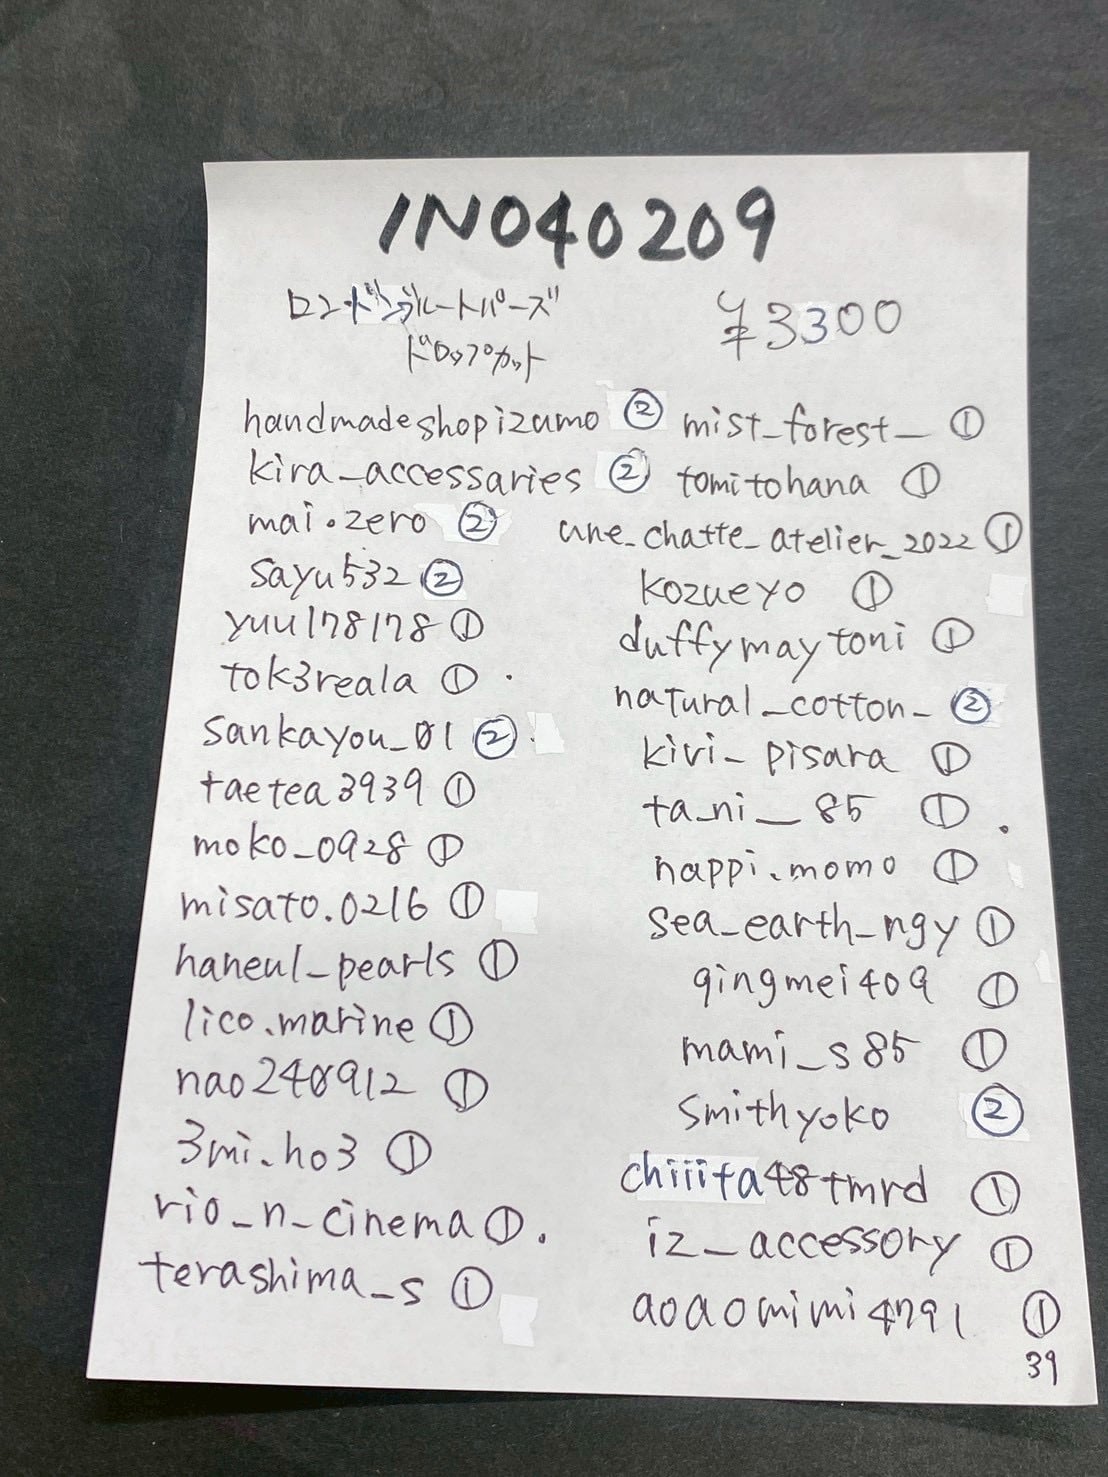 IN040209
ロンドンブルートパーズ ¥3300
ドロップカット
handmadeshopizumo ②
kira_accessaries ②
mai.zero ②
sayu532 ②
yuu178178 ①
tok3reala ① .
sankayou_01 ②
taetea3939 ①
moko_0928 ①
misato.0216 ①
haneul_pearls ①
lico.marine ①
nao240912 ①
3mi.ho3 ①
rio_n_cinema ① .
terashima_s ①
mist_forest_ ①
tomitohana ①
une_chatte_atelier_2022 ①
kozueyo ①
duffymaytoni ①
natural_cotton_ ②
kivi_pisara ①
ta_ni__85 ① .
nappi.momo ①
sea_earth_ngy ①
qingmei409 ①
mami_s85 ①
smithyoko ②
chiiita48tmrd ①
iz_accessory ①
aoaomimi4791 ①
39